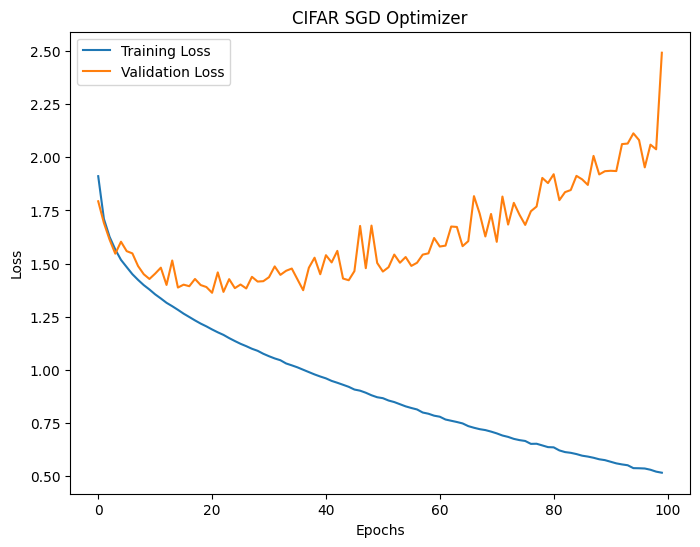 CIFAR SGD Optimizer
Training Loss
Validation Loss
2.50
2.25
2.00
1.75
1.50
1.25
1.00
0.75
0.50
Loss
0 20 40 60 80 100
Epochs